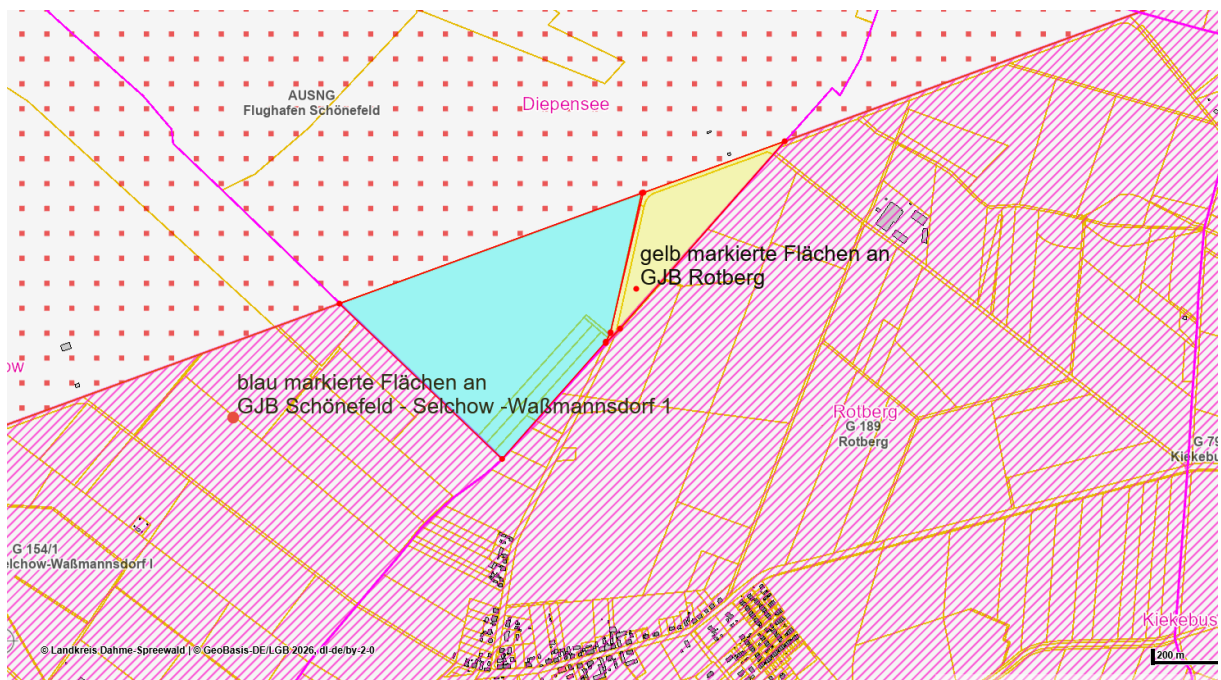 AUSNG
Flughafen Schönefeld
Diepensee
gelb markierte Flächen an
GJB Rotberg
ow
blau markierte Flächen an
GJB Schönefeld - Selchow -Waßmannsdorf 1
Rotberg
G 189
Rotberg
G 79
Kiekebus
G 154/1
elchow-Waßmannsdorf I
Kiekebus
© Landkreis Dahme-Spreewald | © GeoBasis-DE/LGB 2026, dl-de/by-2-0
200 m